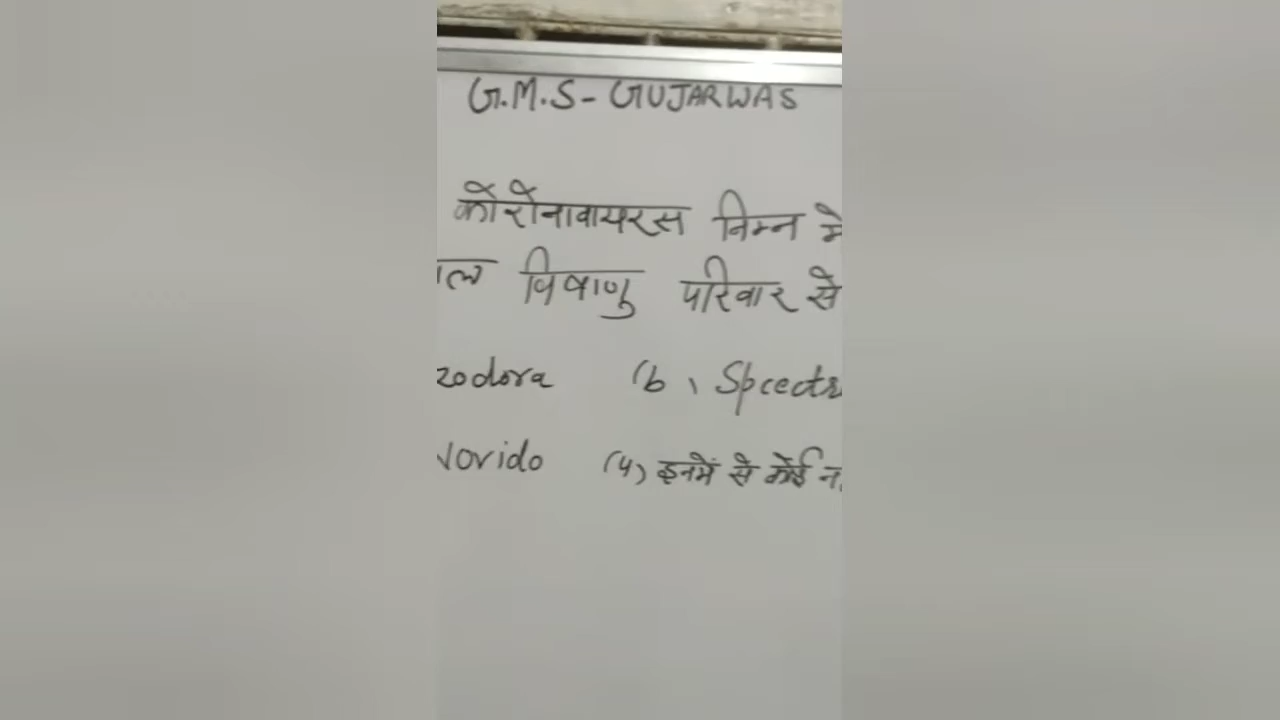 G.M.S- GUJARWAS
कोरोनावायरस निम्न मे
ाल विषाणु परिवार से
zodora (b) Spcectr
vorido (4) इनमें से कोई न